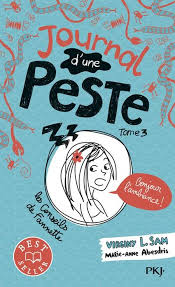 Journal
d'une
PESTE
Tome 3
Bonjour
l'ambiance !
les Conseils
de Fannette
BEST
SELLER
VIRGINY L. SAM
MARIE-ANNE Abesdris
PKJ.